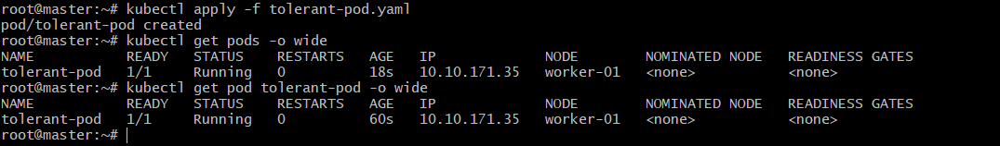 root@master:~# kubectl apply -f tolerant-pod.yaml
pod/tolerant-pod created
root@master:~# kubectl get pods -o wide
NAME           READY   STATUS    RESTARTS   AGE   IP             NODE        NOMINATED NODE   READINESS GATES
tolerant-pod   1/1     Running   0          18s   10.10.171.35   worker-01   <none>           <none>
root@master:~# kubectl get pod tolerant-pod -o wide
NAME           READY   STATUS    RESTARTS   AGE   IP             NODE        NOMINATED NODE   READINESS GATES
tolerant-pod   1/1     Running   0          60s   10.10.171.35   worker-01   <none>           <none>
root@master:~#